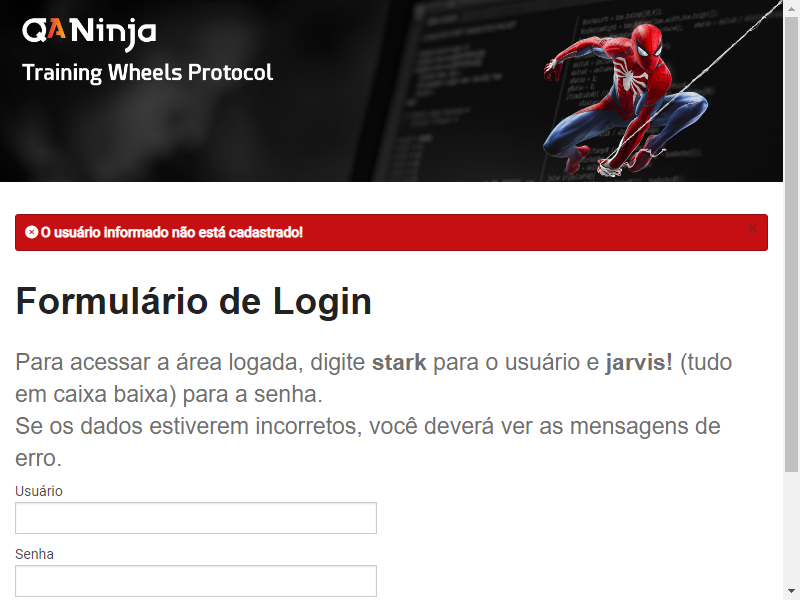 QANinja
Training Wheels Protocol
O usuário informado não está cadastrado!
×
Formulário de Login
Para acessar a área logada, digite stark para o usuário e jarvis! (tudo
em caixa baixa) para a senha.
Se os dados estiverem incorretos, você deverá ver as mensagens de
erro.
Usuário
Senha